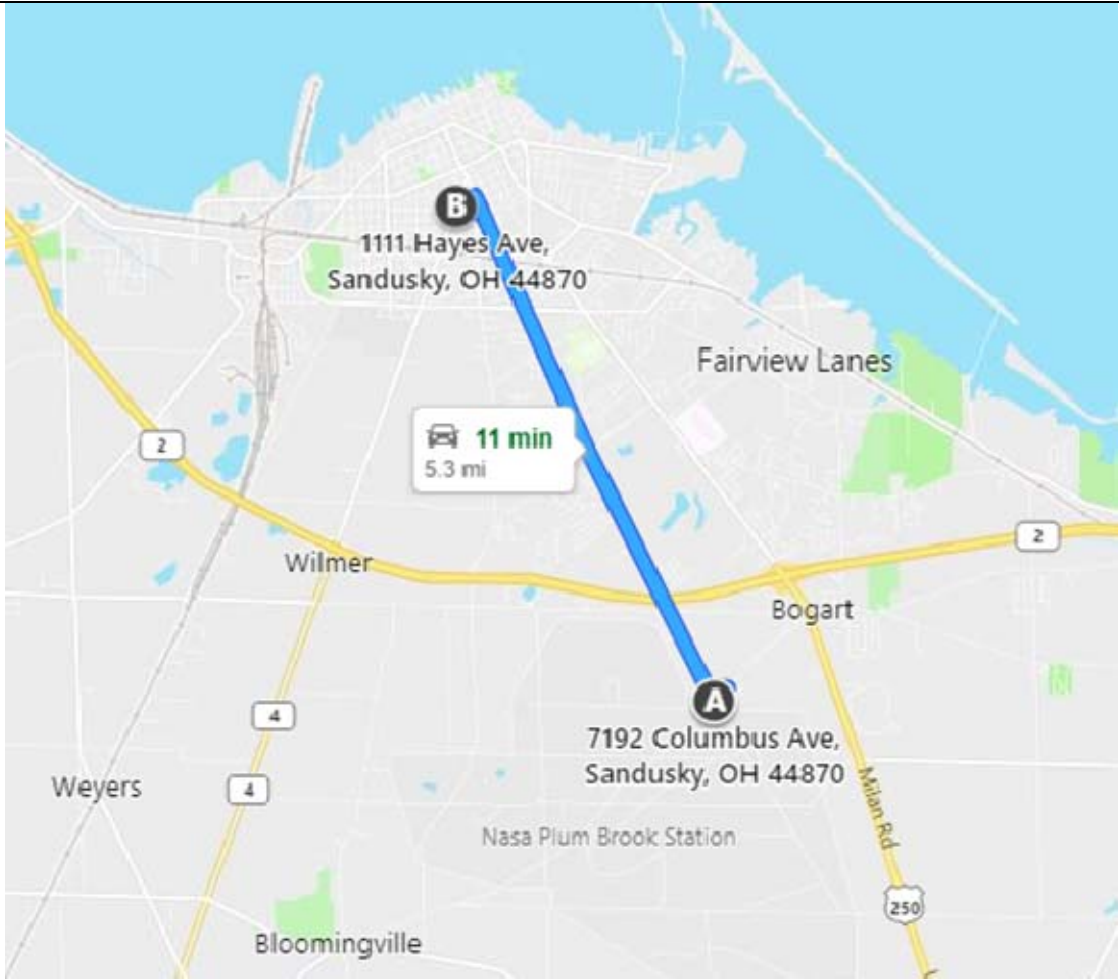 B
1111 Hayes Ave,
Sandusky, OH 44870
Fairview Lanes
11 min
5.3 mi
2
2
Willmer
Bogart
A
7192 Columbus Ave,
Sandusky, OH 44870
4
Weyers
4
Milan Rd
Nasa Plum Brook Station
250
Bloomingville